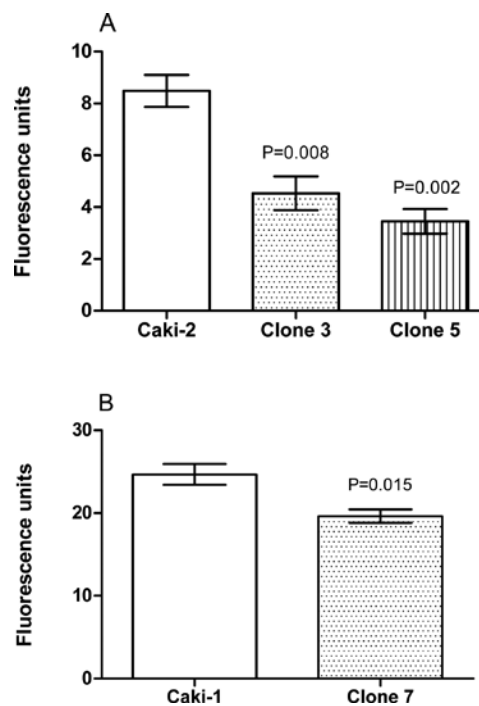 A
Fluorescence units
10
8
6
4
2
0
P=0.008
P=0.002
Caki-2 Clone 3 Clone 5
B
Fluorescence units
30
20
10
0
P=0.015
Caki-1 Clone 7